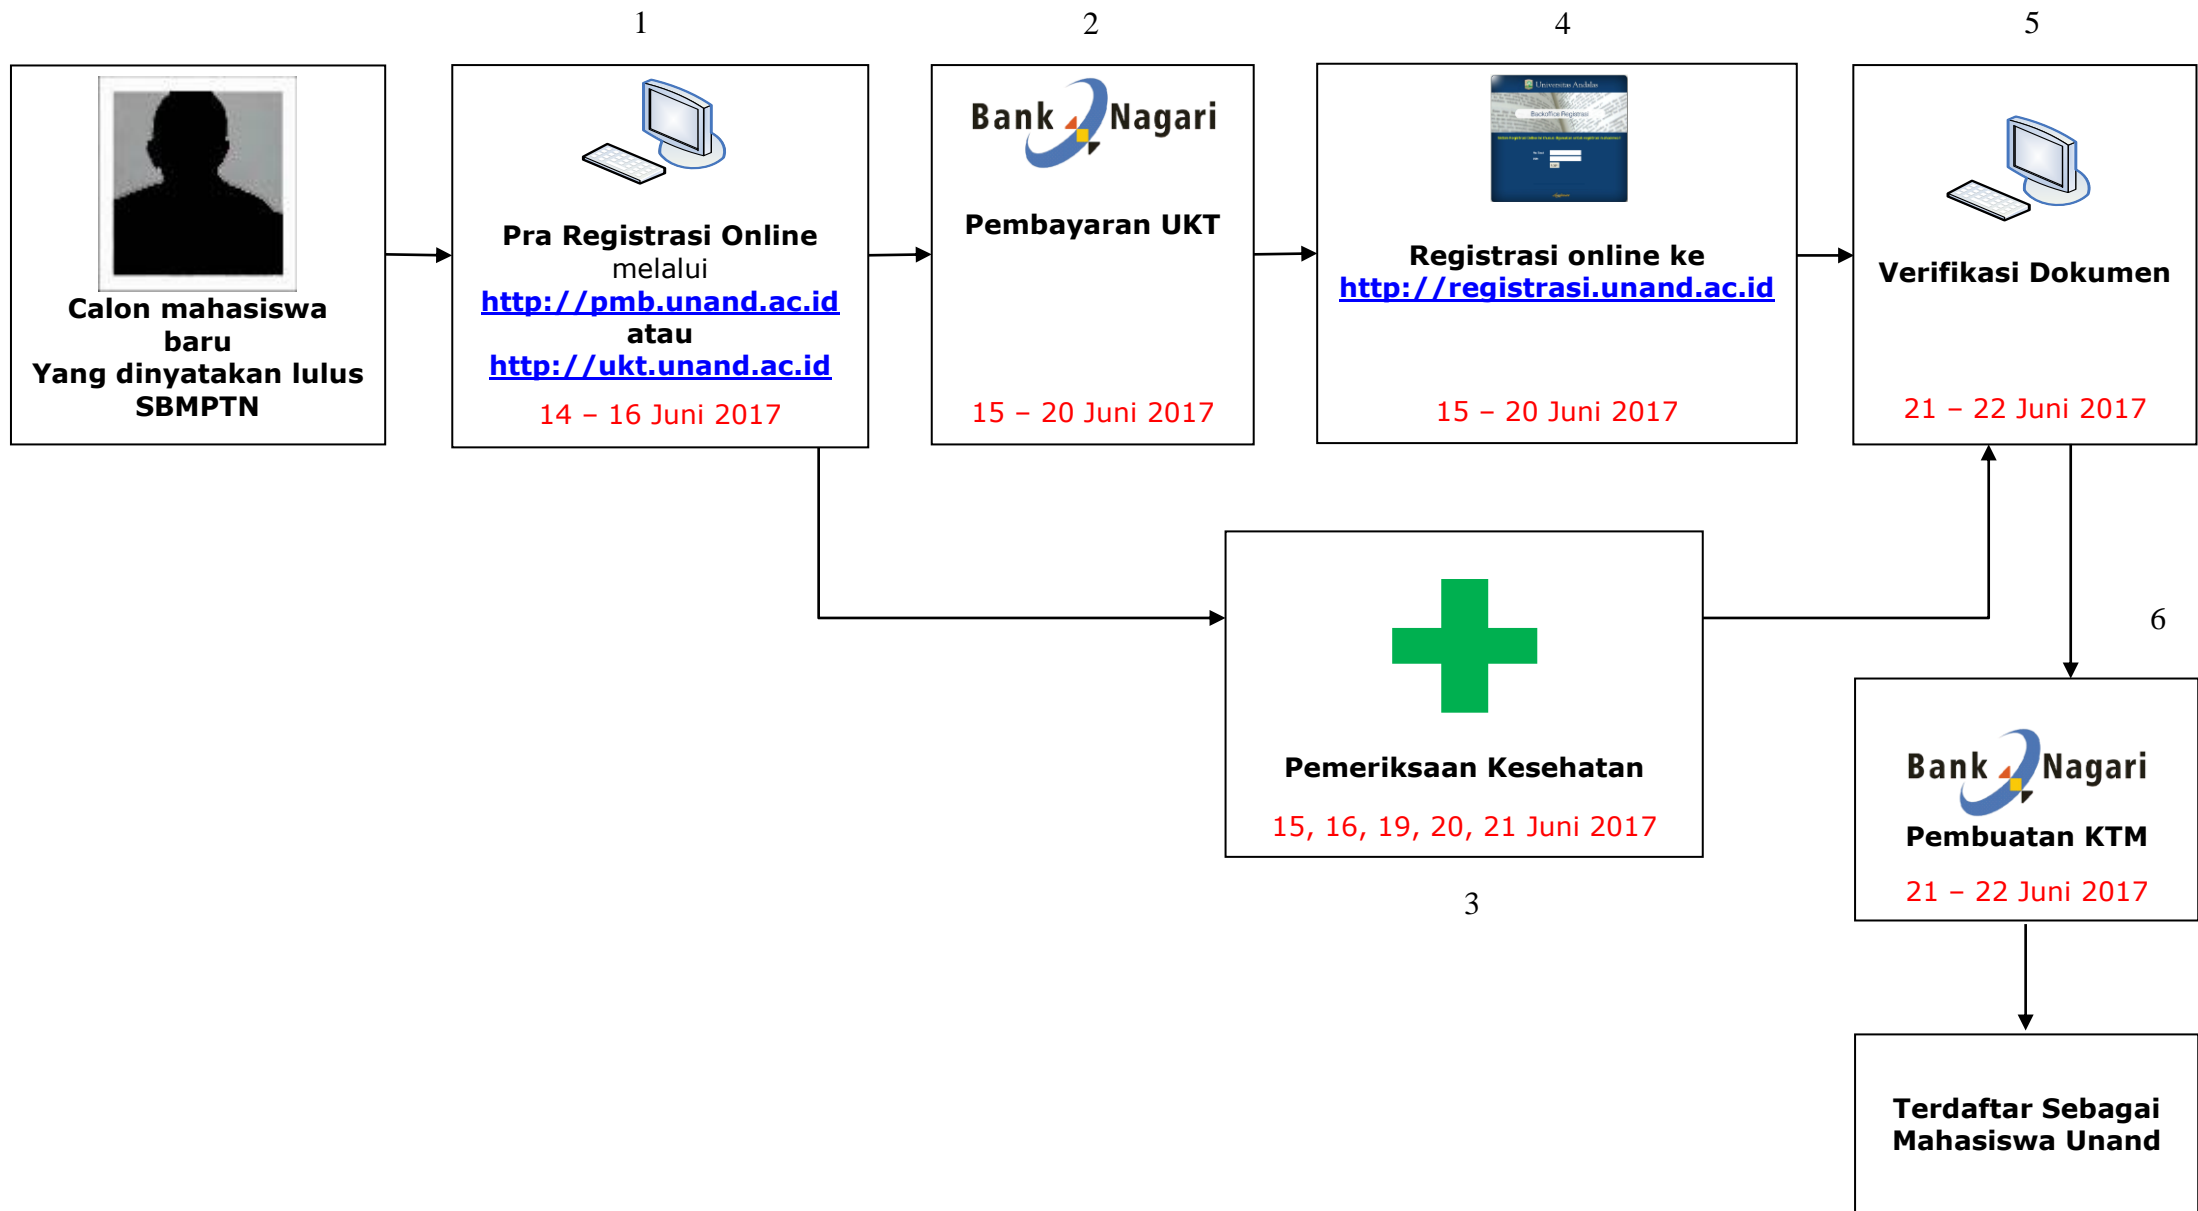 1
2
4
5
Calon mahasiswa
baru
Yang dinyatakan lulus
SBMPTN
Pra Registrasi Online
melalui
http://pmb.unand.ac.id
atau
http://ukt.unand.ac.id
14 – 16 Juni 2017
Bank Nagari
Pembayaran UKT
15 – 20 Juni 2017
Universitas Andalas
Backoffice Registrasi
Registrasi online ke
http://registrasi.unand.ac.id
15 – 20 Juni 2017
Verifikasi Dokumen
21 – 22 Juni 2017
Pemeriksaan Kesehatan
15, 16, 19, 20, 21 Juni 2017
3
6
Bank Nagari
Pembuatan KTM
21 – 22 Juni 2017
Terdaftar Sebagai
Mahasiswa Unand